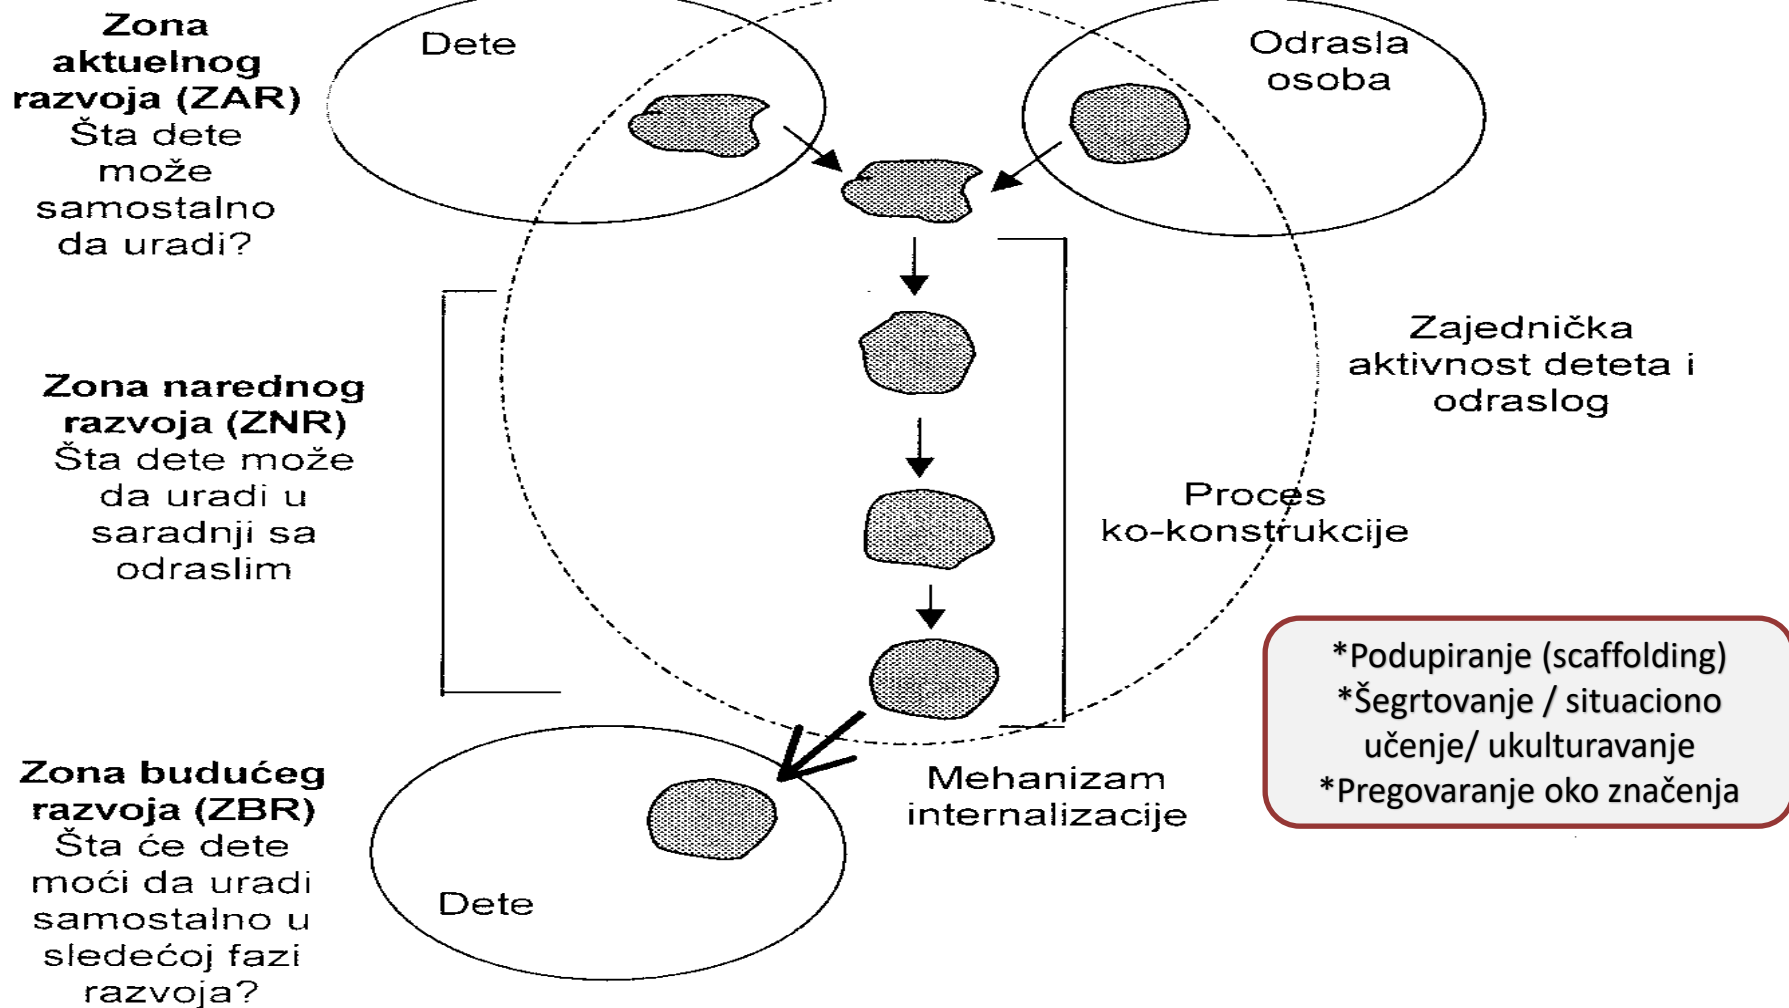 Zona
aktuelnog
razvoja (ZAR)
Šta dete
može
samostalno
da uradi?
Dete
Odrasla
osoba
Zona narednog
razvoja (ZNR)
Šta dete može
da uradi u
saradnji sa
odraslim
Zajednička
aktivnost deteta i
odraslog
Proces
ko-konstrukcije
*Podupiranje (scaffolding)
*Šegrtovanje / situaciono
učenje/ ukulturavanje
*Pregovaranje oko značenja
Mehanizam
internalizacije
Zona budućeg
razvoja (ZBR)
Šta će dete
moći da uradi
samostalno u
sledećoj fazi
razvoja?
Dete